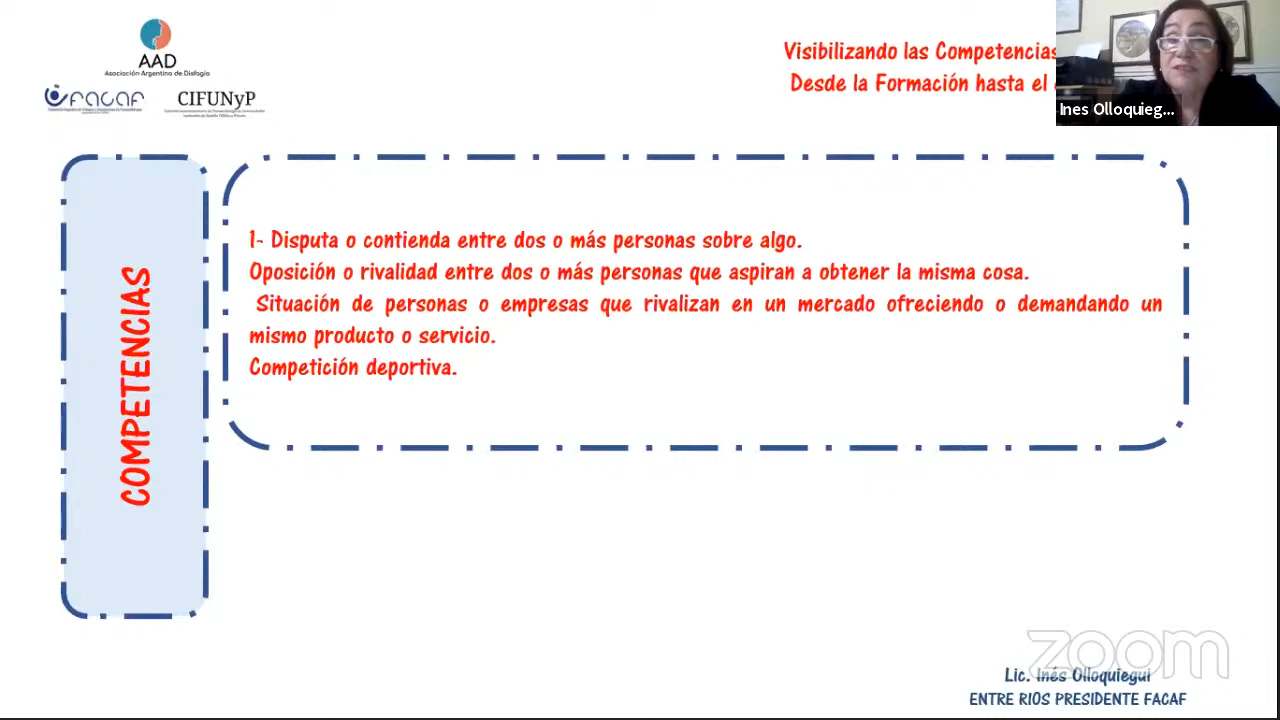 AAD
Asociación Argentina de Disfagia
FACAF
CIFUNyP
Visibilizando las Competencias
Desde la Formación hasta el
Ines Olloquieg...
COMPETENCIAS
1- Disputa o contienda entre dos o más personas sobre algo.
Oposición o rivalidad entre dos o más personas que aspiran a obtener la misma cosa.
Situación de personas o empresas que rivalizan en un mercado ofreciendo o demandando un
mismo producto o servicio.
Competición deportiva.
zoom
Lic. Inés Olloquiegui
ENTRE RIOS PRESIDENTE FACAF